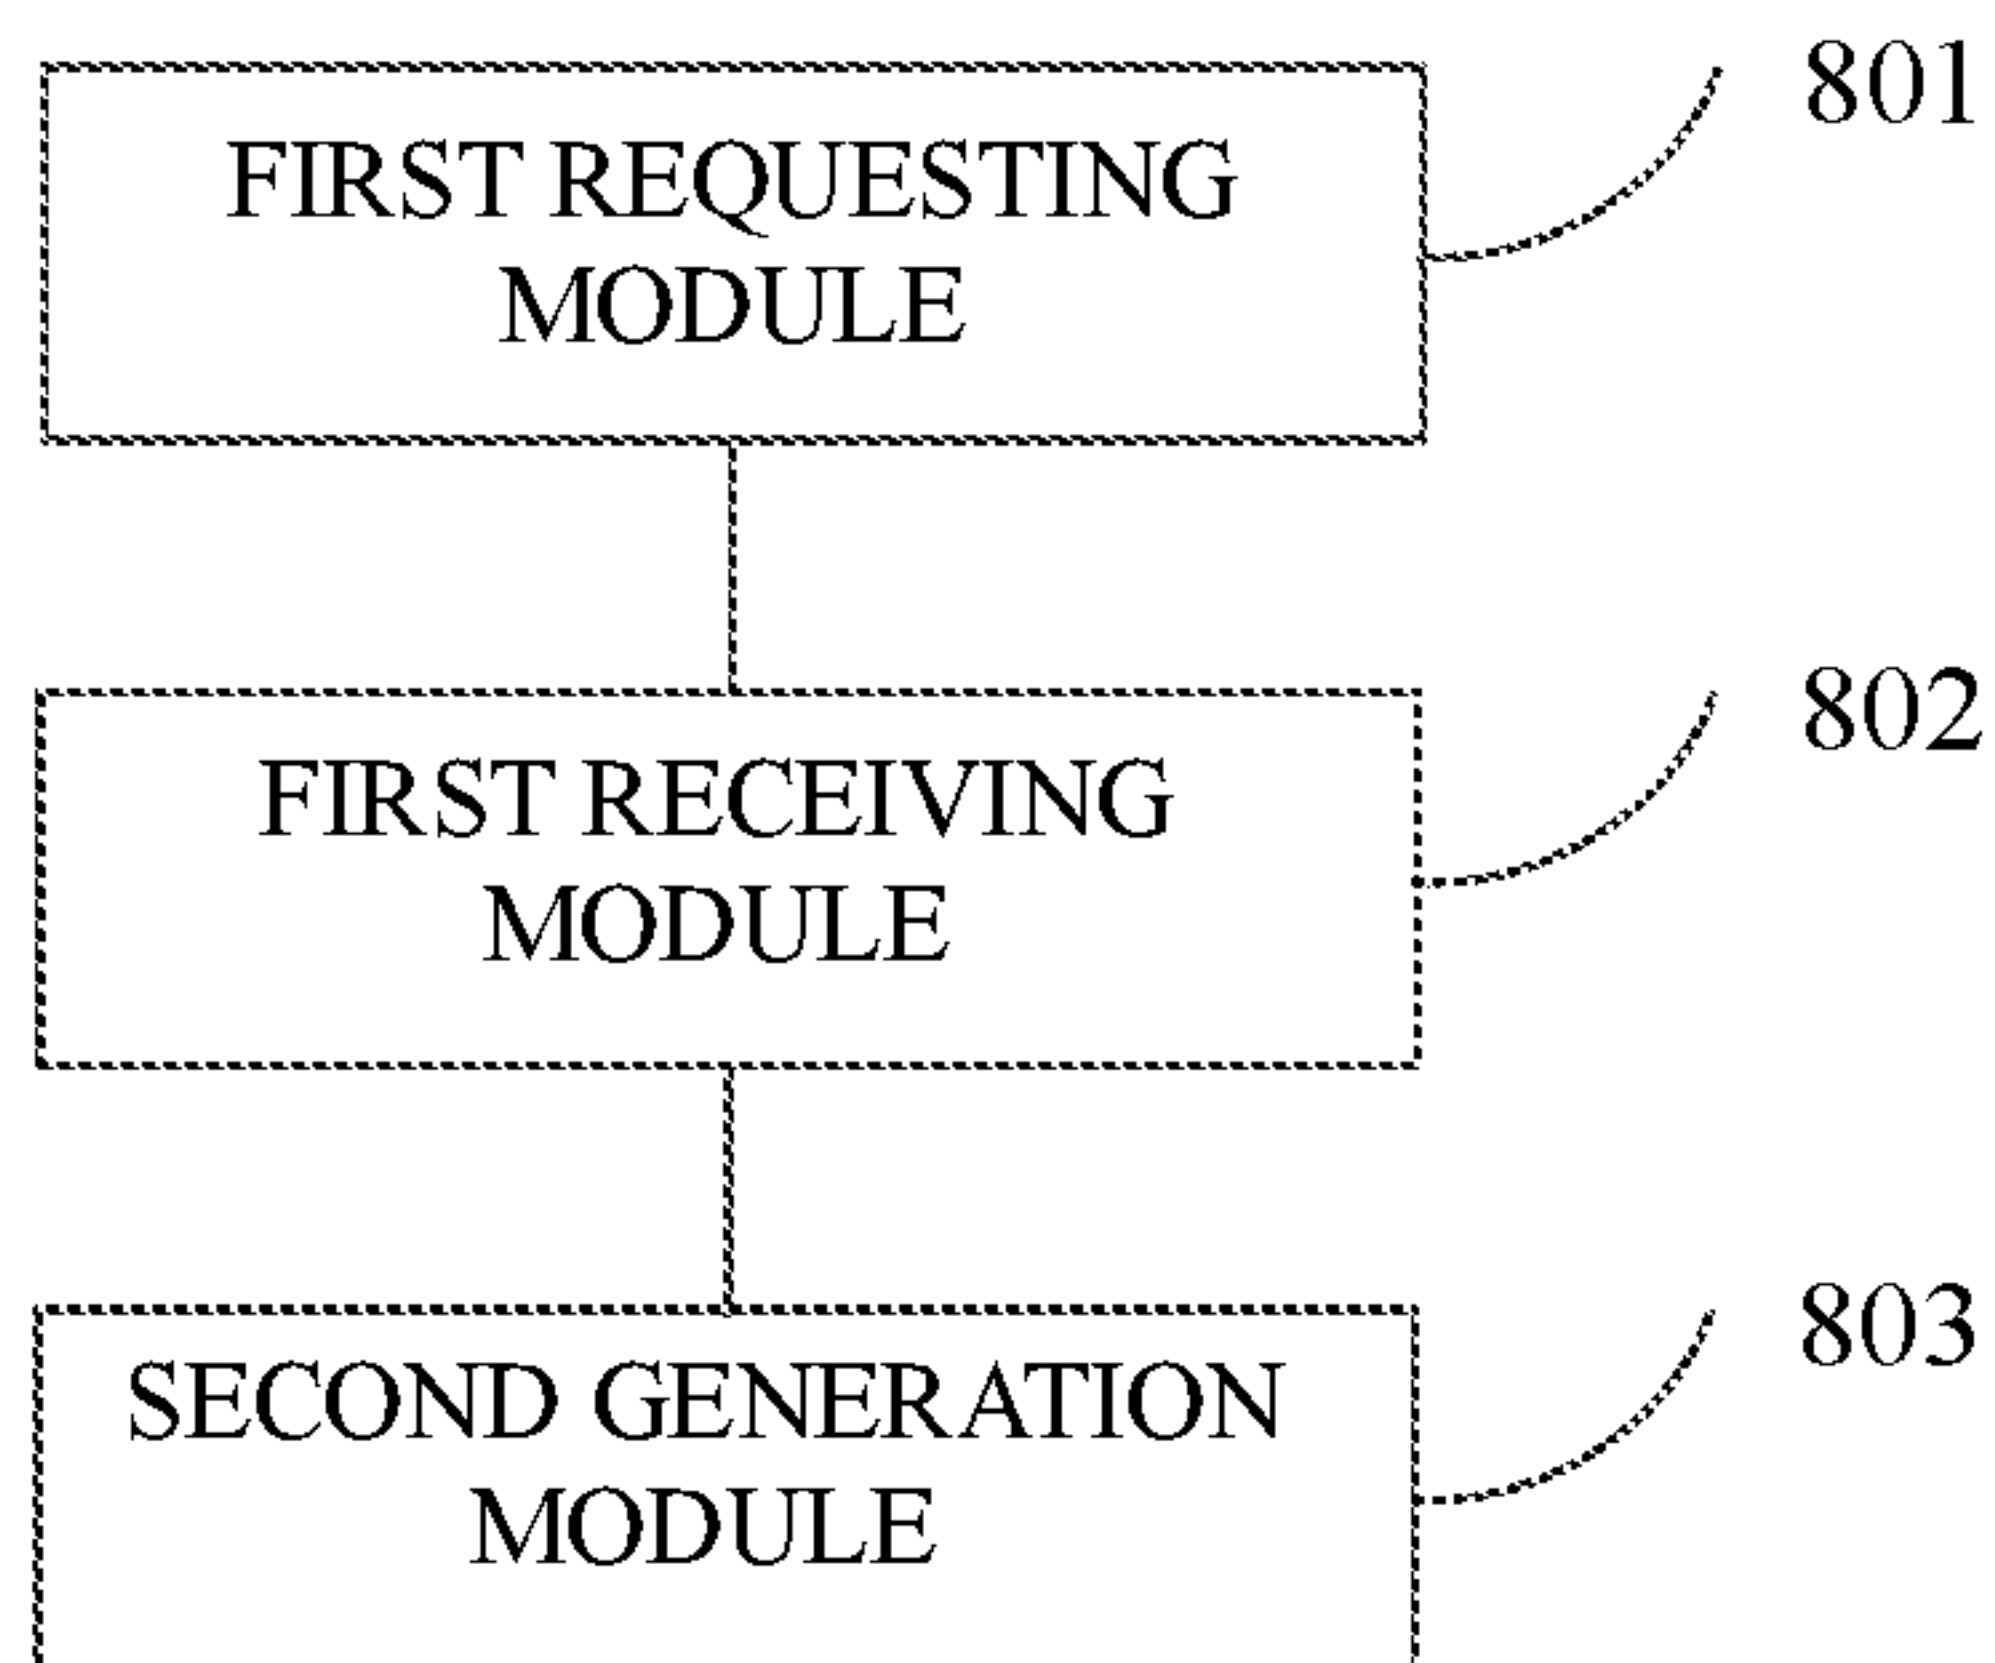 801
FIRST REQUESTING
MODULE
802
FIRST RECEIVING
MODULE
803
SECOND GENERATION
MODULE